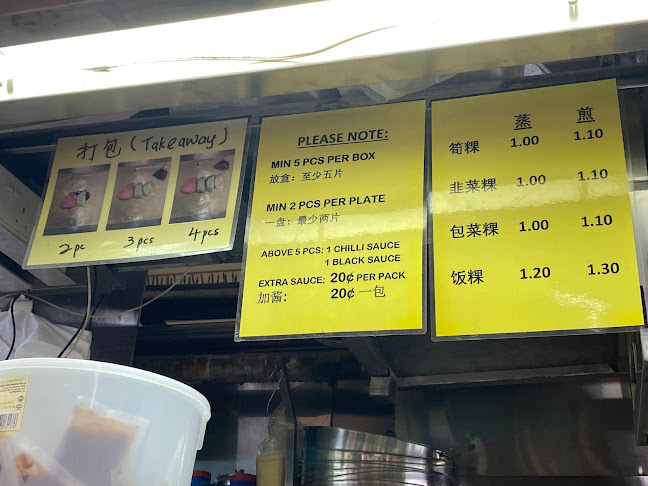 打包 (Takeaway)
2pc 3pcs 4pcs
PLEASE NOTE:
MIN 5 PCS PER BOX
放盒: 至少五片
MIN 2 PCS PER PLATE
一盘: 最少两片
ABOVE 5 PCS: 1 CHILLI SAUCE
1 BLACK SAUCE
EXTRA SAUCE: 20¢ PER PACK
加酱: 20¢ 一包
蒸 煎
筍粿 1.00 1.10
韭菜粿 1.00 1.10
包菜粿 1.00 1.10
饭粿 1.20 1.30